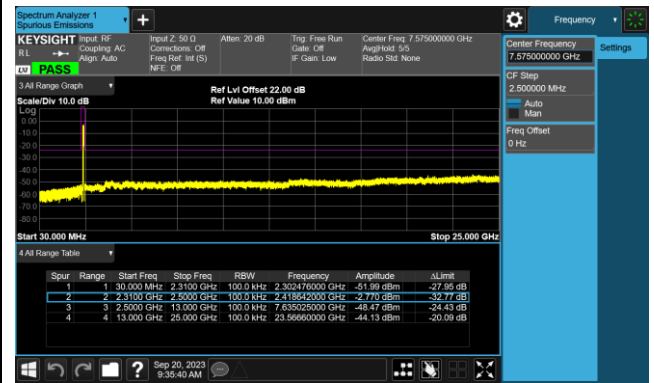 Spectrum Analyzer 1
Spurious Emissions
Frequency
KEYSIGHT
RL
PASS
Input: RF
Coupling: AC
Align: Auto
Input Z: 50 Ω
Corrections: Off
Freq Ref: Int (S)
NFE: Off
Atten: 20 dB
Trig: Free Run
Gate: Off
IF Gain: Low
Center Freq: 7.575000000 GHz
Avg|Hold: 5/5
Radio Std: None
Center Frequency
7.575000000 GHz
Settings
CF Step
2.500000 MHz
Auto
Man
Freq Offset
0 Hz
3 All Range Graph
Scale/Div 10.0 dB
Ref Lvl Offset 22.00 dB
Ref Value 10.00 dBm
Log
0.00
-10.0
-20.0
-30.0
-40.0
-50.0
-60.0
-70.0
-80.0
Start 30.000 MHz
Stop 25.000 GHz
4 All Range Table
Spur Range Start Freq Stop Freq RBW Frequency Amplitude ΔLimit
1 1 30.000 MHz 2.3100 GHz 100.0 kHz 2.302476000 GHz -51.99 dBm -27.95 dB
2 2 2.3100 GHz 2.5000 GHz 100.0 kHz 2.418642000 GHz -2.770 dBm -32.77 dB
3 3 2.5000 GHz 13.000 GHz 100.0 kHz 7.635025000 GHz -48.47 dBm -24.43 dB
4 4 13.000 GHz 25.000 GHz 100.0 kHz 23.56660000 GHz -44.13 dBm -20.09 dB
?
Sep 20, 2023
9:35:40 AM